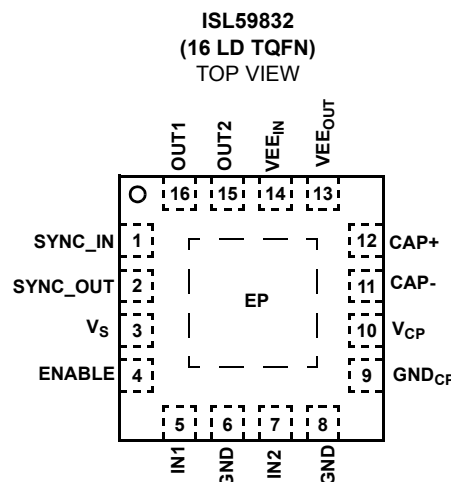 ISL59832
(16 LD TQFN)
TOP VIEW
OUT1
OUT2
VEEIN
VEEOUT
16
15
14
13
SYNC_IN
1
12
CAP+
SYNC_OUT
2
EP
11
CAP-
VS
3
10
VCP
ENABLE
4
9
GNDCP
5
6
7
8
IN1
GND
IN2
GND